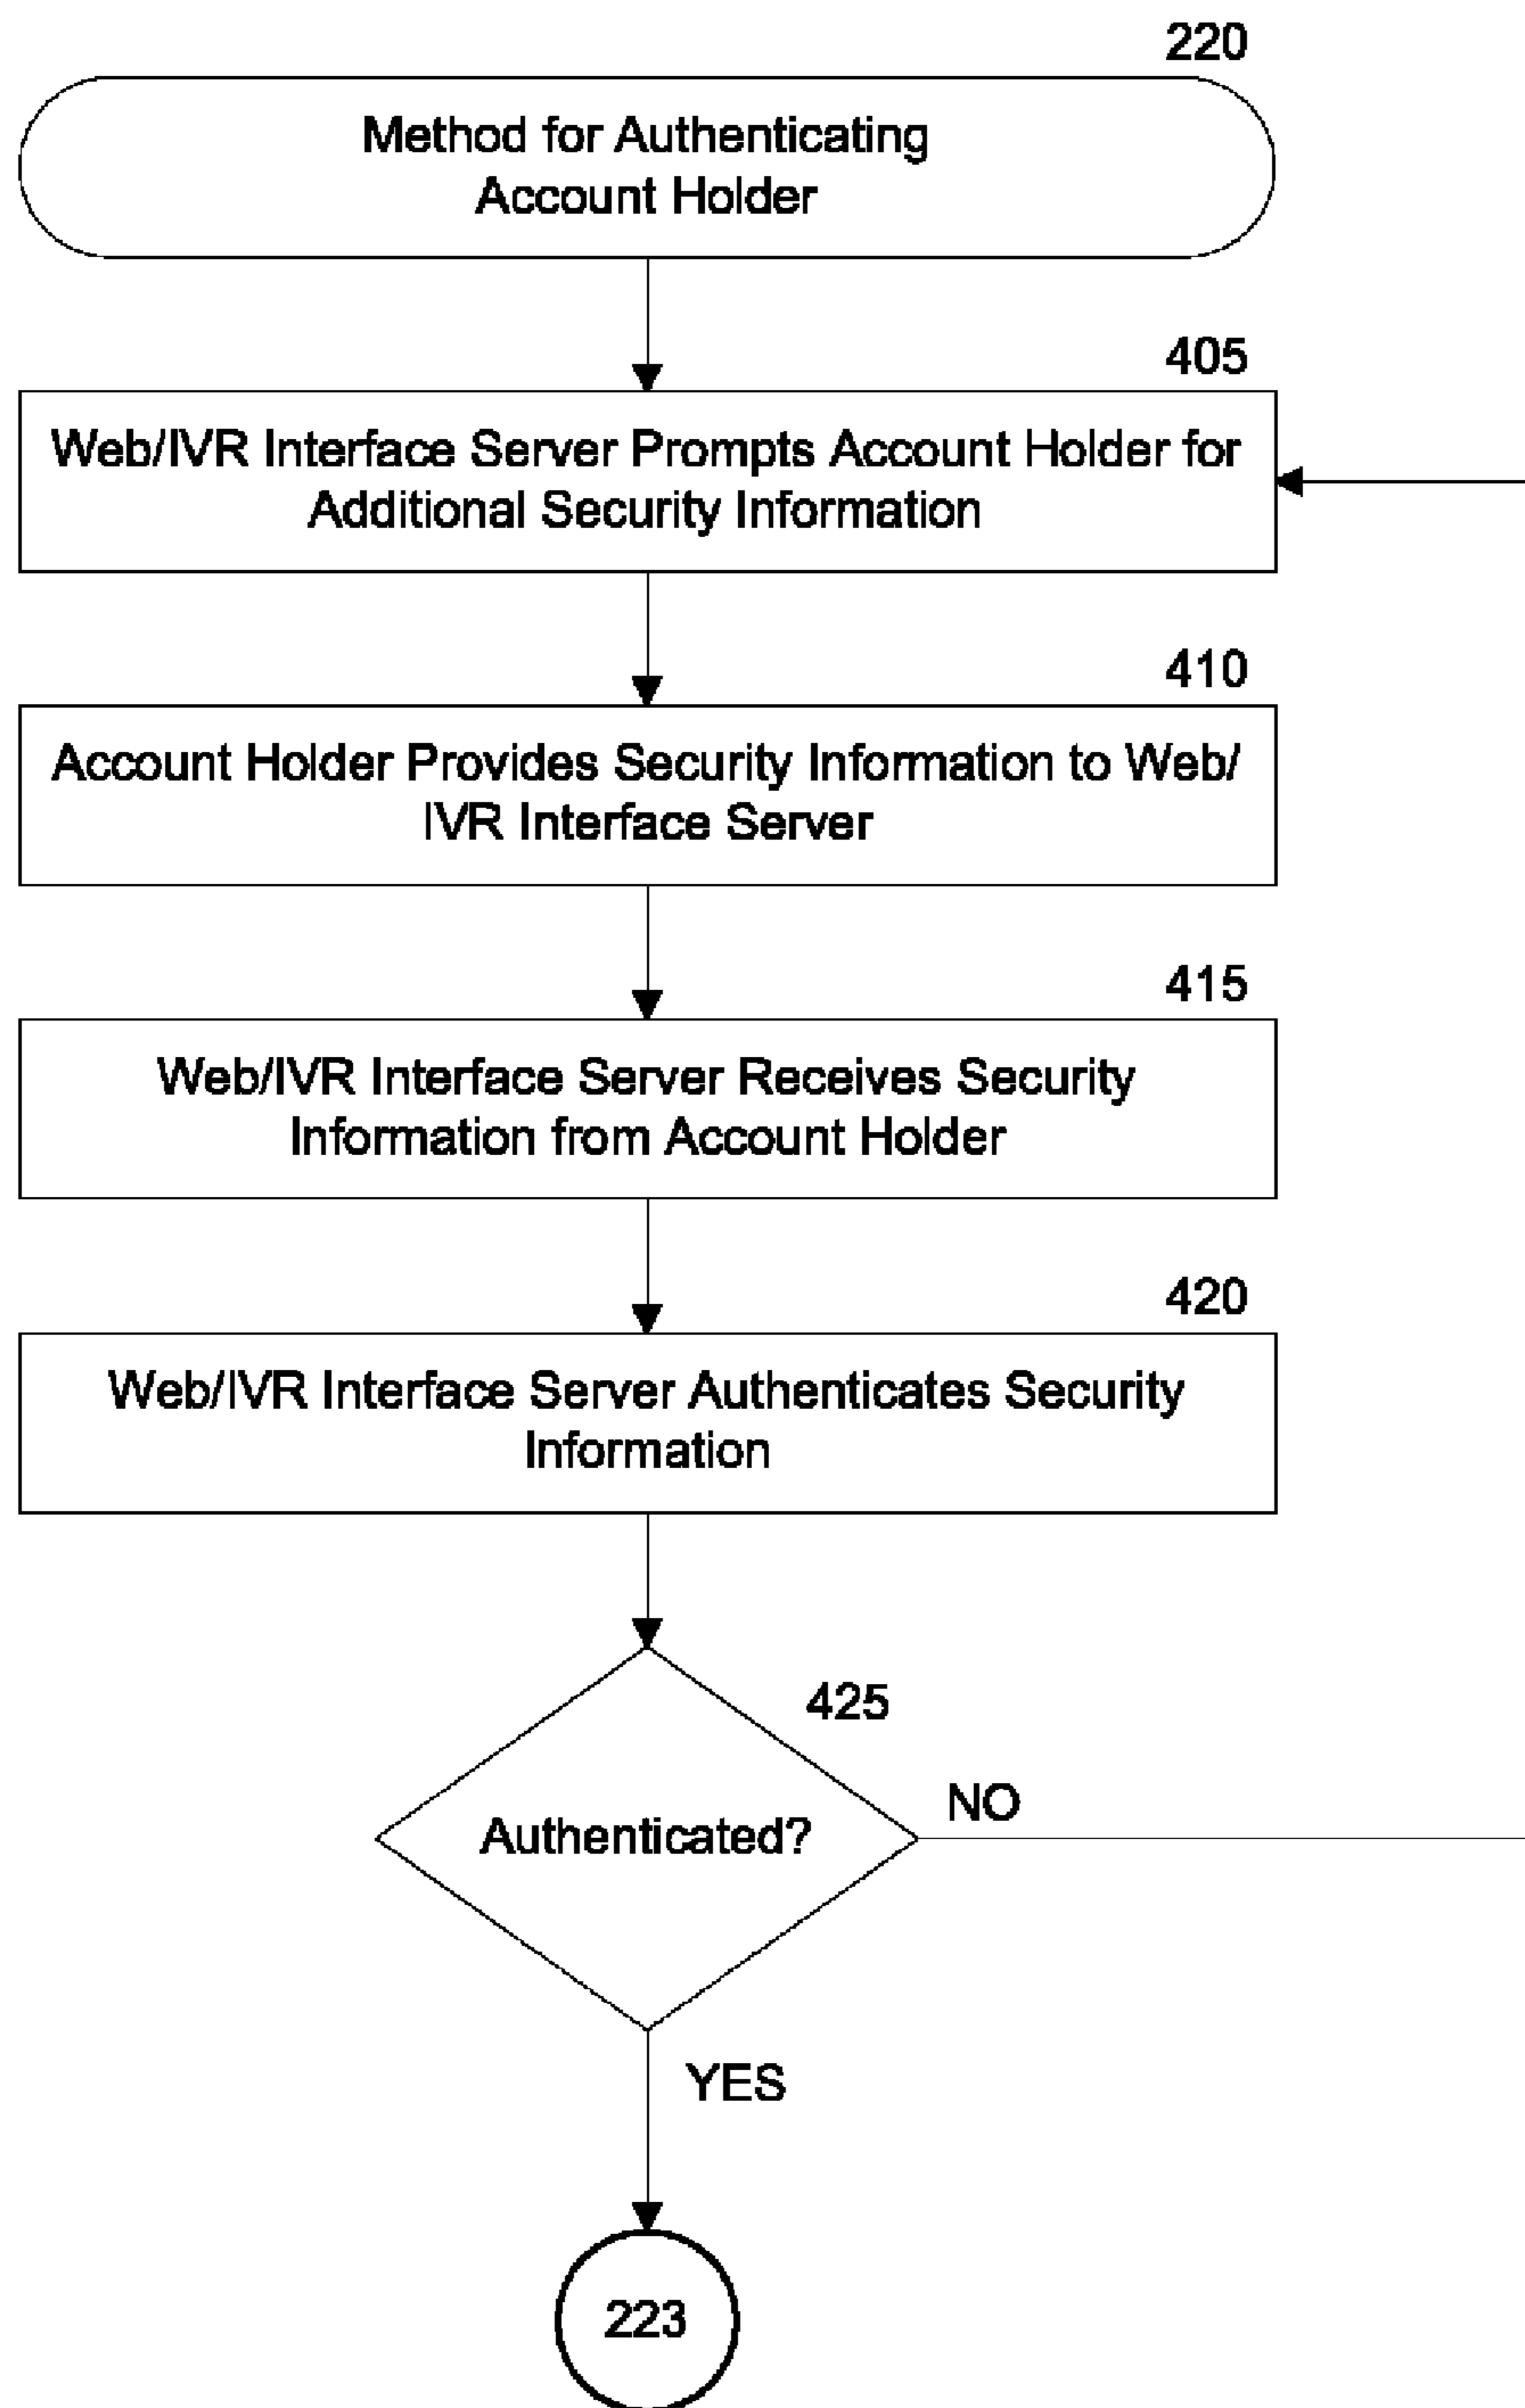 220
Method for Authenticating
Account Holder
405
Web/IVR Interface Server Prompts Account Holder for
Additional Security Information
410
Account Holder Provides Security Information to Web/
IVR Interface Server
415
Web/IVR Interface Server Receives Security
Information from Account Holder
420
Web/IVR Interface Server Authenticates Security
Information
425
Authenticated?
NO
YES
223